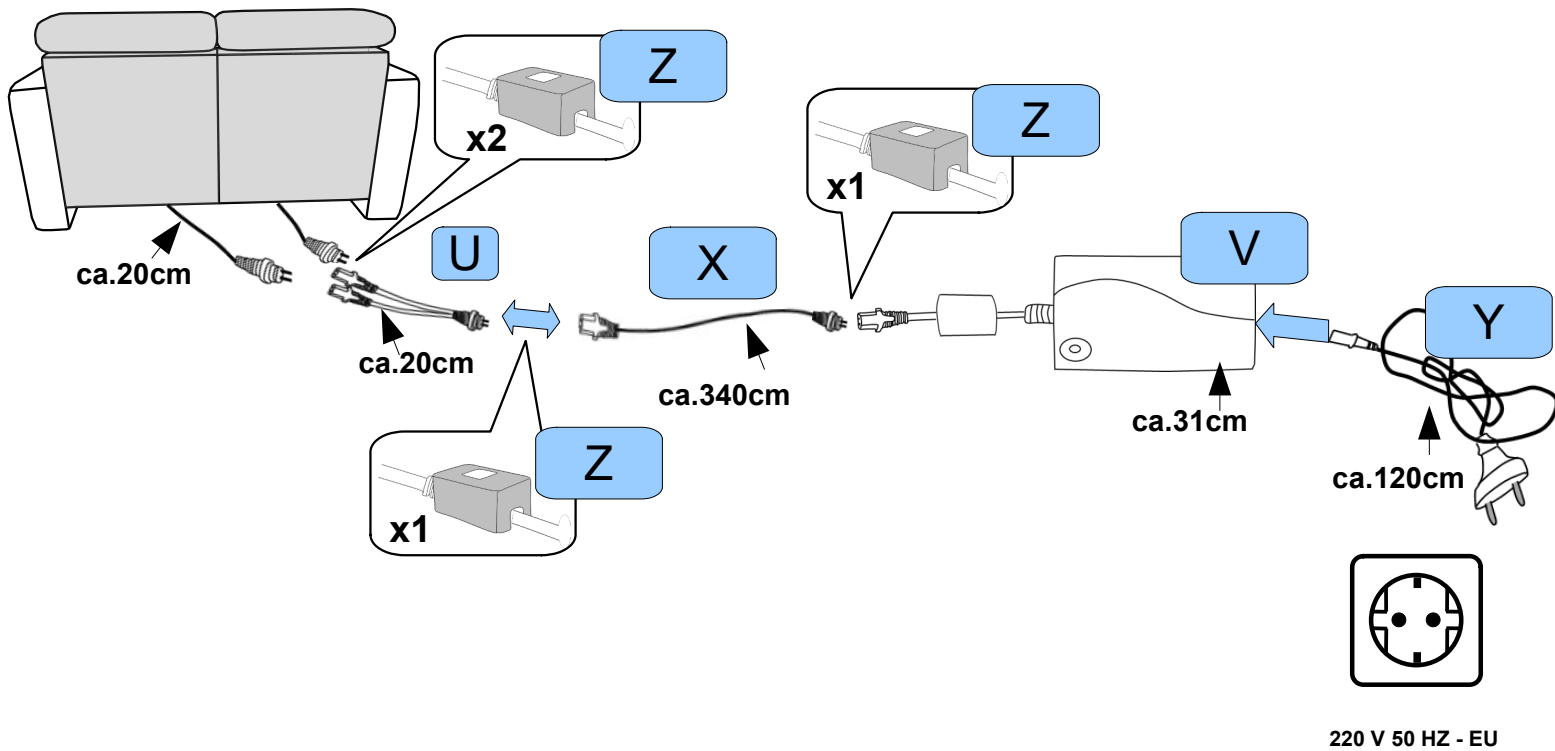 Z
x2
Z
x1
ca.20cm
U
X
V
Y
ca.20cm
ca.340cm
ca.31cm
ca.120cm
Z
x1
220 V 50 HZ - EU